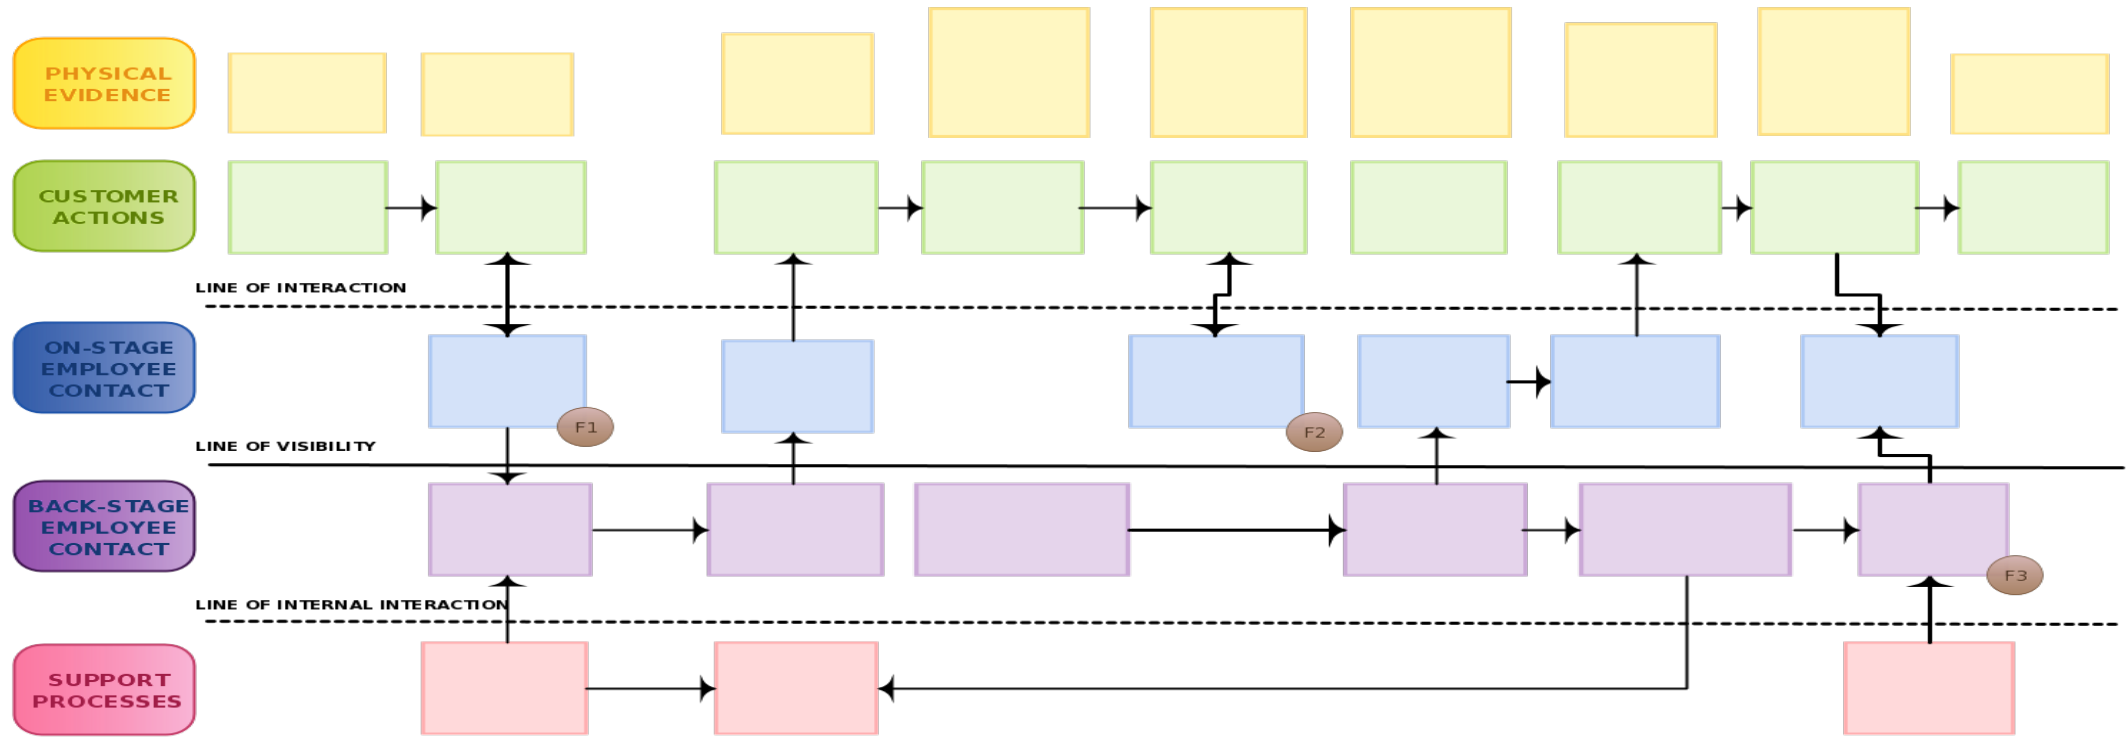 PHYSICAL
EVIDENCE
CUSTOMER
ACTIONS
LINE OF INTERACTION
ON-STAGE
EMPLOYEE
CONTACT
F1
F2
LINE OF VISIBILITY
BACK-STAGE
EMPLOYEE
CONTACT
F3
LINE OF INTERNAL INTERACTION
SUPPORT
PROCESSES